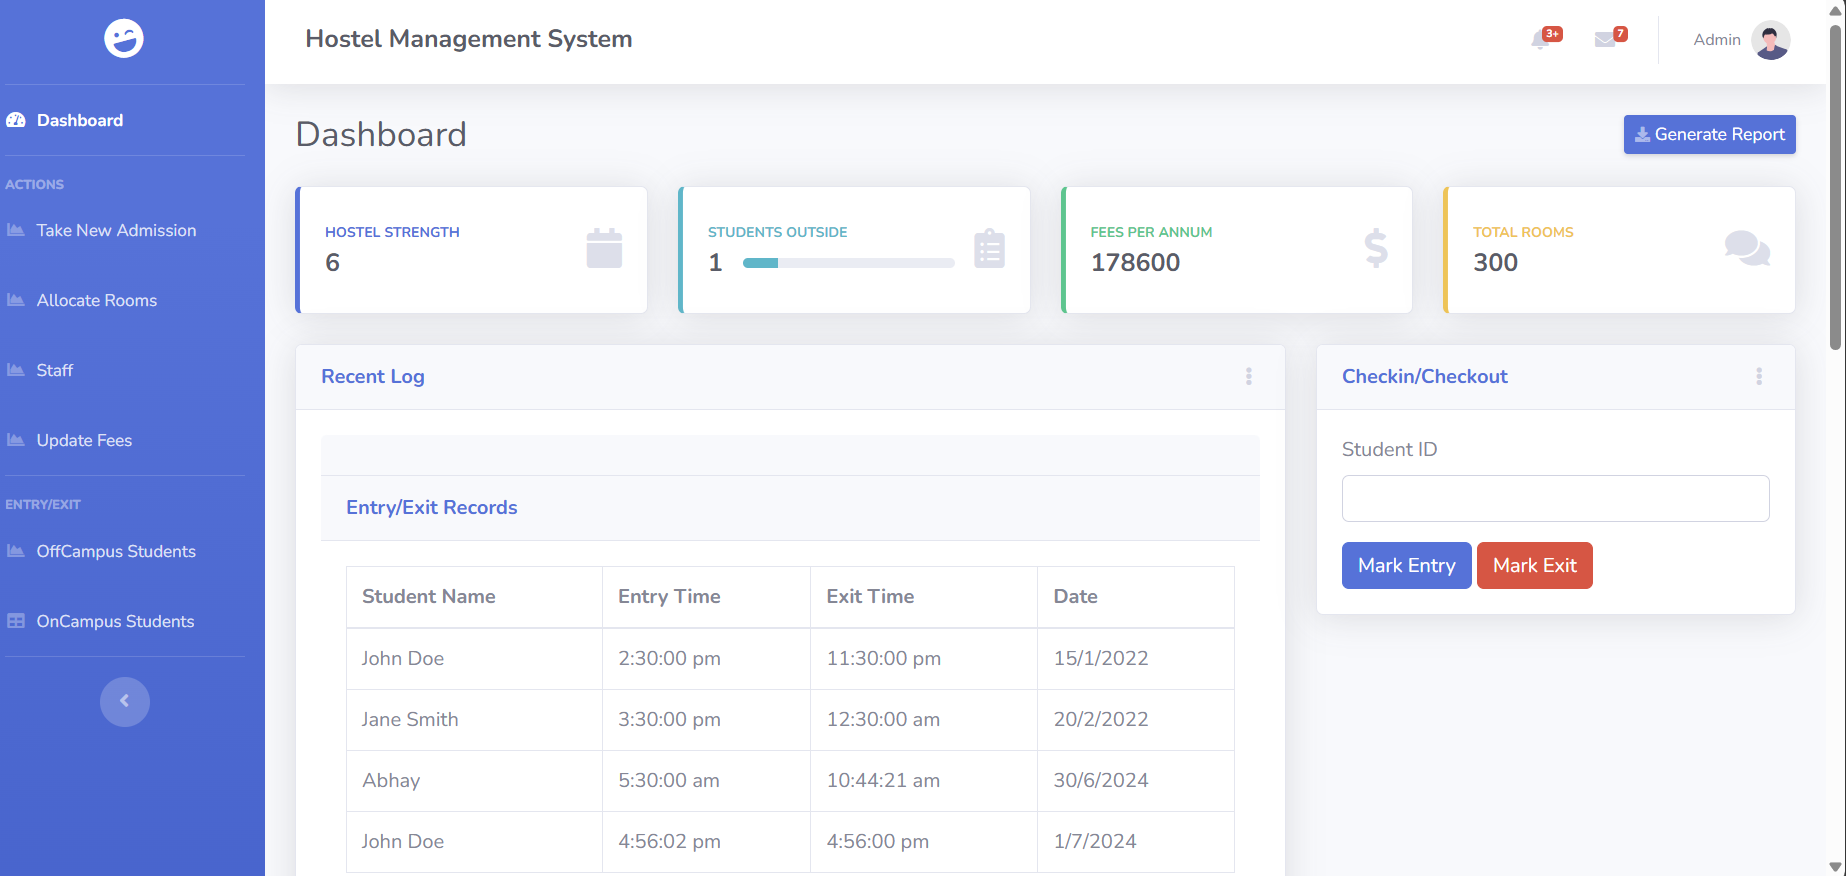 Hostel Management System
3+
7
Admin
Dashboard
ACTIONS
Take New Admission
Allocate Rooms
Staff
Update Fees
ENTRY/EXIT
OffCampus Students
OnCampus Students
Dashboard
Generate Report
HOSTEL STRENGTH
6
STUDENTS OUTSIDE
1
FEES PER ANNUM
178600
TOTAL ROOMS
300
Recent Log
Entry/Exit Records
Student Name Entry Time Exit Time Date
John Doe 2:30:00 pm 11:30:00 pm 15/1/2022
Jane Smith 3:30:00 pm 12:30:00 am 20/2/2022
Abhay 5:30:00 am 10:44:21 am 30/6/2024
John Doe 4:56:02 pm 4:56:00 pm 1/7/2024
Checkin/Checkout
Student ID
Mark Entry Mark Exit